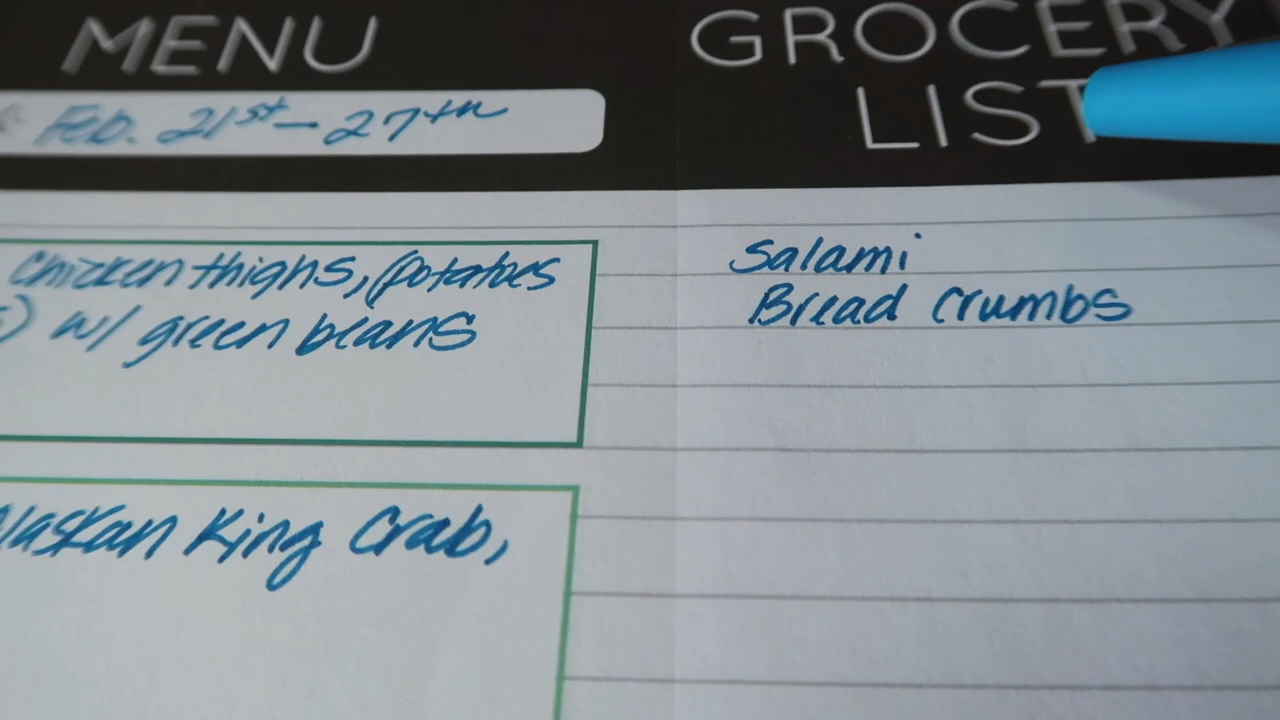 MENU
Feb. 21st - 27th
Chicken thighs, (potatoes
) w/ green beans
Alaskan King Crab,
GROCERY
LIST
Salami
Bread crumbs